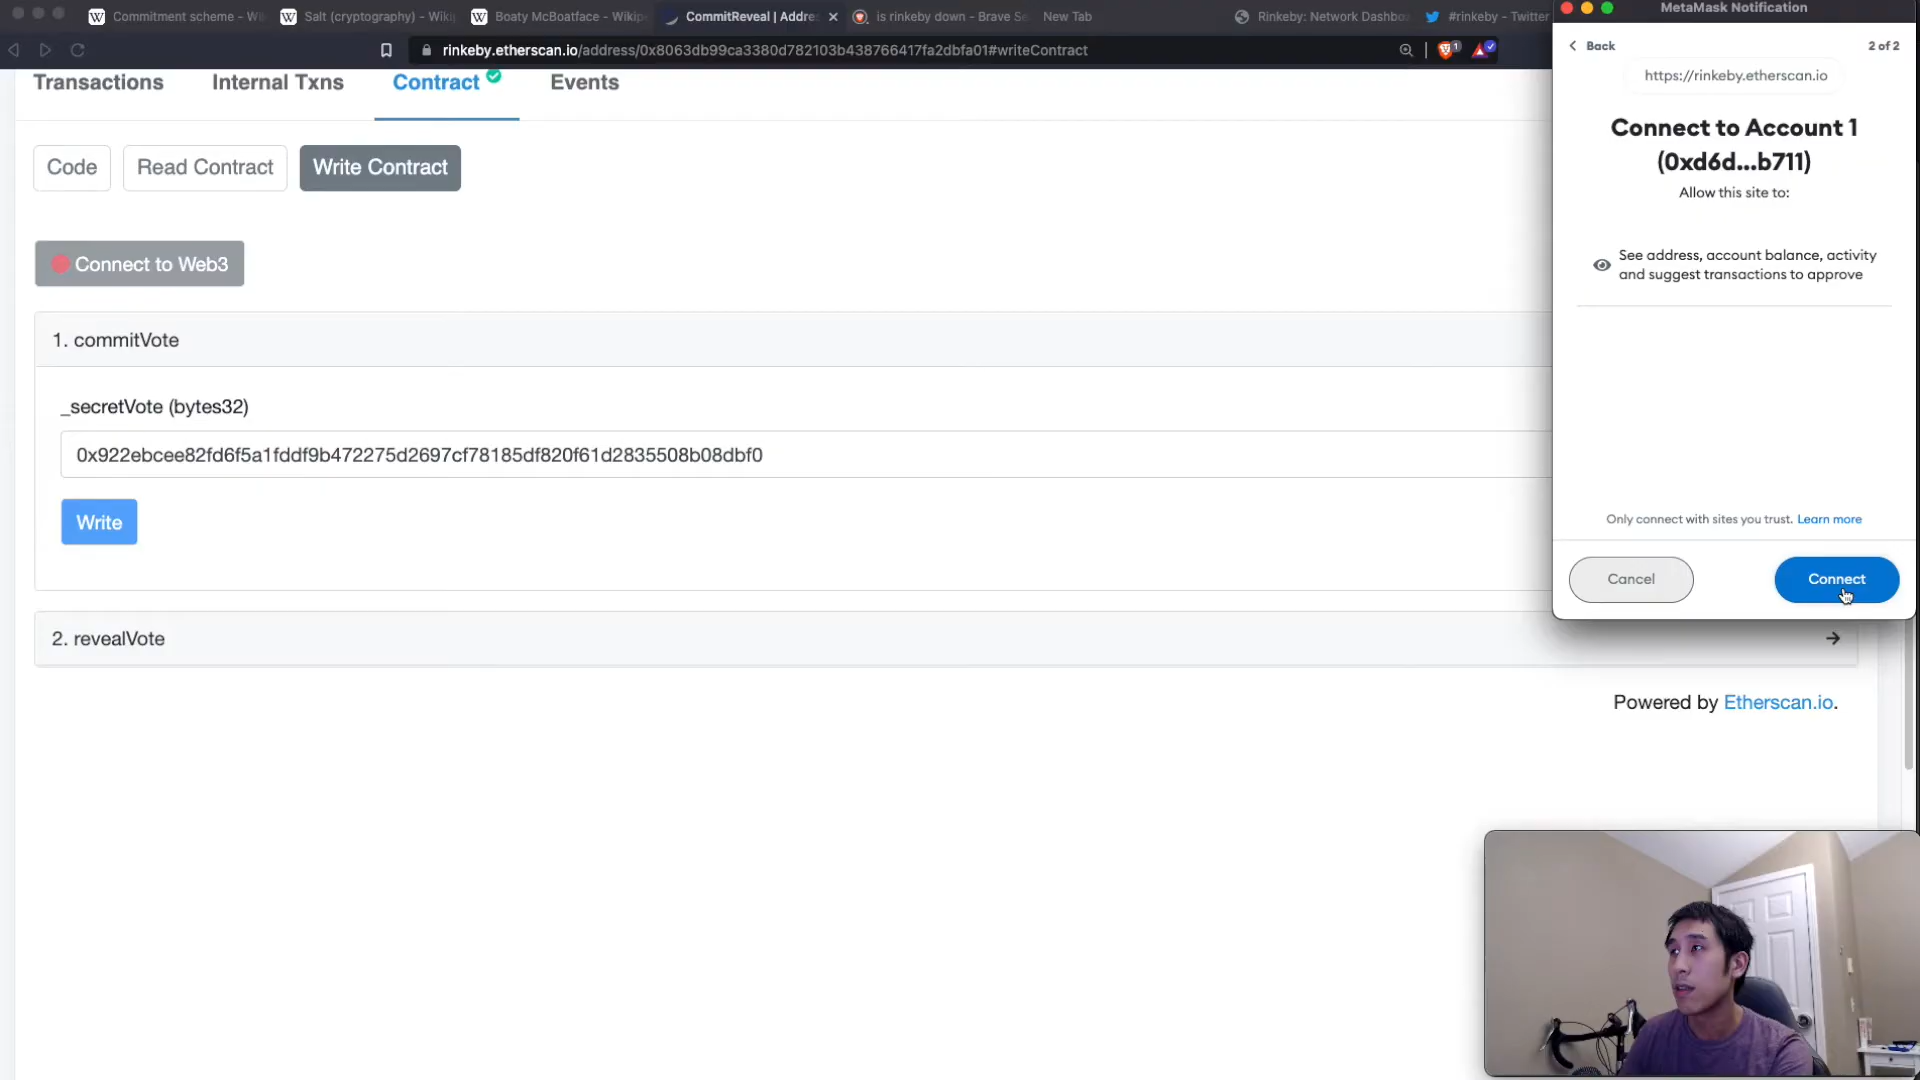 Commitment scheme - Wi
Salt (cryptography) - Wiki
Boaty McBoatface - Wikipe
CommitReveal | Addre
is rinkeby down - Brave Se
New Tab
Rinkeby: Network Dashbo
#rinkeby - Twitter
rinkeby.etherscan.io/address/0x8063db99ca3380d782103b438766417fa2dbfa01#writeContract
1
Transactions
Internal Txns
Contract
Events
Code
Read Contract
Write Contract
Connect to Web3
1. commitVote
_secretVote (bytes32)
0x922ebcee82fd6f5a1fddf9b472275d2697cf78185df820f61d2835508b08dbf0
Write
2. revealVote
Powered by Etherscan.io.
MetaMask Notification
Back
2 of 2
https://rinkeby.etherscan.io
Connect to Account 1
(0xd6d...b711)
Allow this site to:
See address, account balance, activity
and suggest transactions to approve
Only connect with sites you trust. Learn more
Cancel
Connect